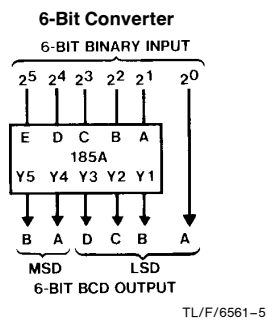 6-Bit Converter
6-BIT BINARY INPUT
2⁵ 2⁴ 2³ 2² 2¹ 2⁰
E D C B A
185A
Y5 Y4 Y3 Y2 Y1
B A D C B A
MSD LSD
6-BIT BCD OUTPUT
TL/F/6561–5